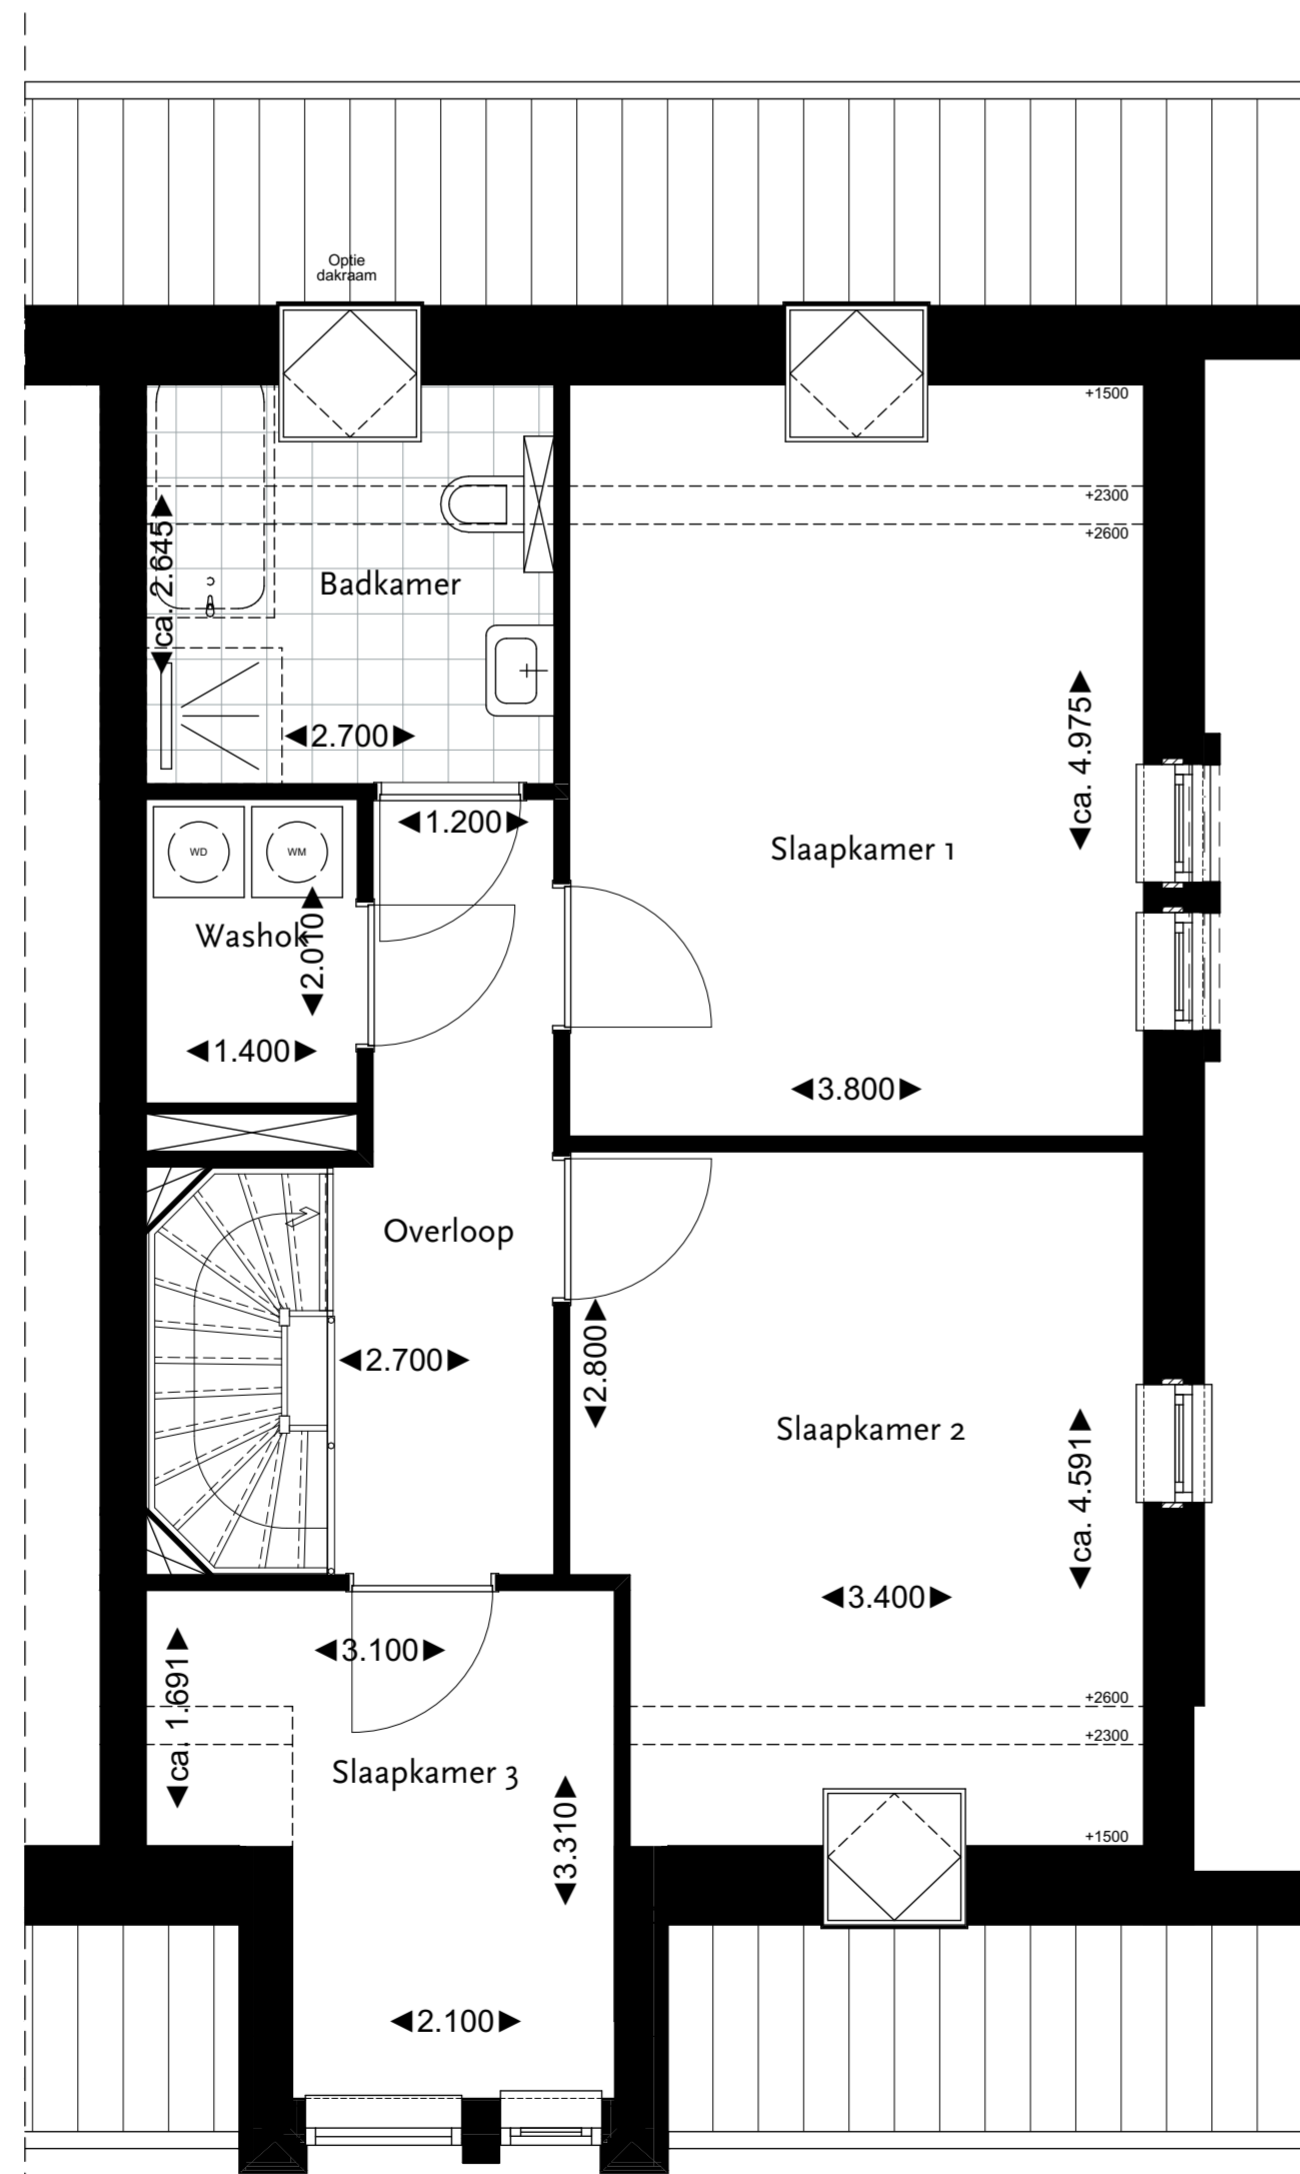 Optie
dakraam
+1500
+2300
+2600
ca. 2.645
Badkamer
2.700
ca. 4.975
1.200
Slaapkamer 1
WD
WM
Washok
2.010
1.400
3.800
Overloop
2.700
2.800
Slaapkamer 2
ca. 4.591
3.400
3.100
ca. 1.691
+2600
+2300
Slaapkamer 3
3.310
+1500
2.100